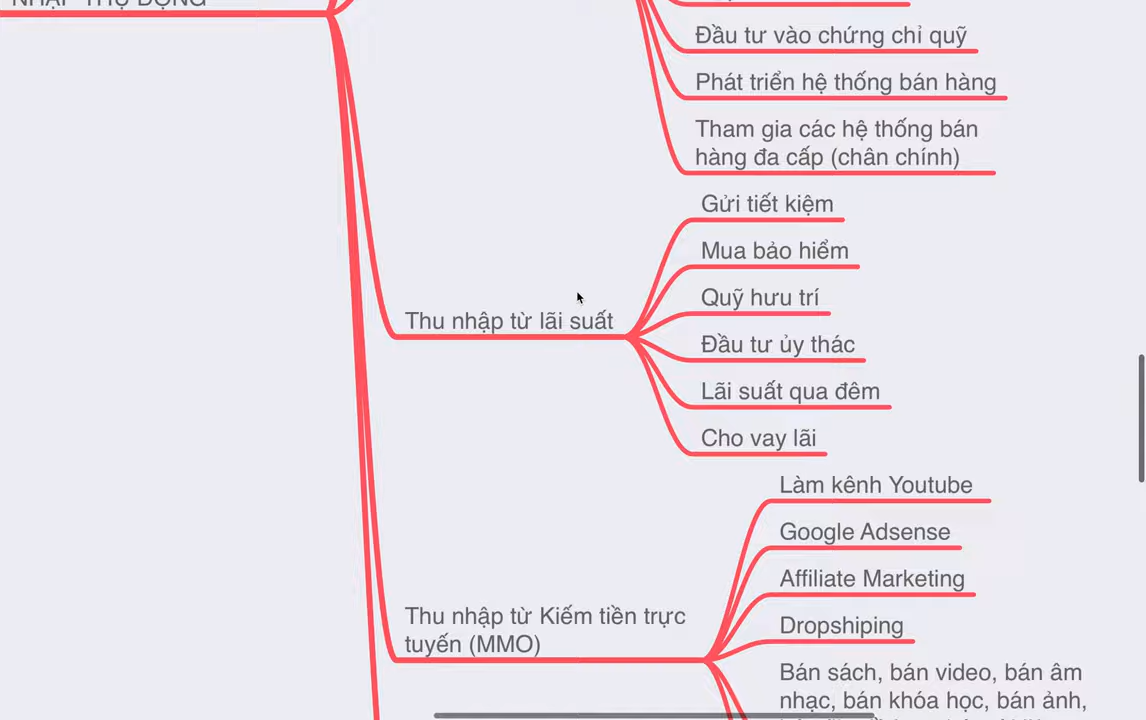 NHẬP THỤ ĐỘNG
Đầu tư vào chứng chỉ quỹ
Phát triển hệ thống bán hàng
Tham gia các hệ thống bán
hàng đa cấp (chân chính)
Thu nhập từ lãi suất
Gửi tiết kiệm
Mua bảo hiểm
Quỹ hưu trí
Đầu tư ủy thác
Lãi suất qua đêm
Cho vay lãi
Thu nhập từ Kiếm tiền trực
tuyến (MMO)
Làm kênh Youtube
Google Adsense
Affiliate Marketing
Dropshiping
Bán sách, bán video, bán âm
nhạc, bán khóa học, bán ảnh,